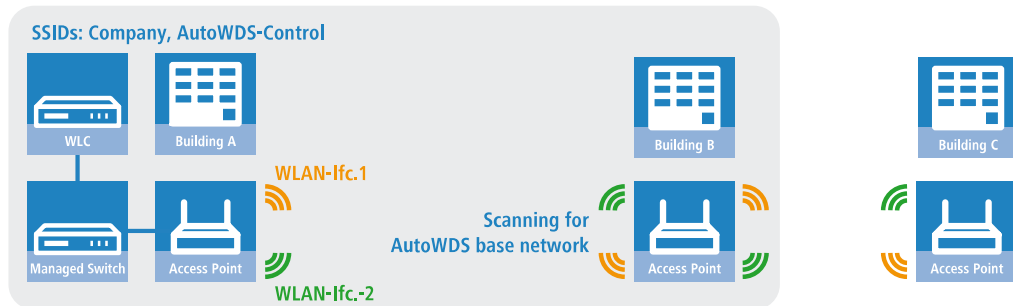 SSIDs: Company, AutoWDS-Control
WLC
Building A
Building B
Building C
WLAN-Ifc.1
Scanning for
AutoWDS base network
Managed Switch
Access Point
Access Point
Access Point
WLAN-Ifc.-2